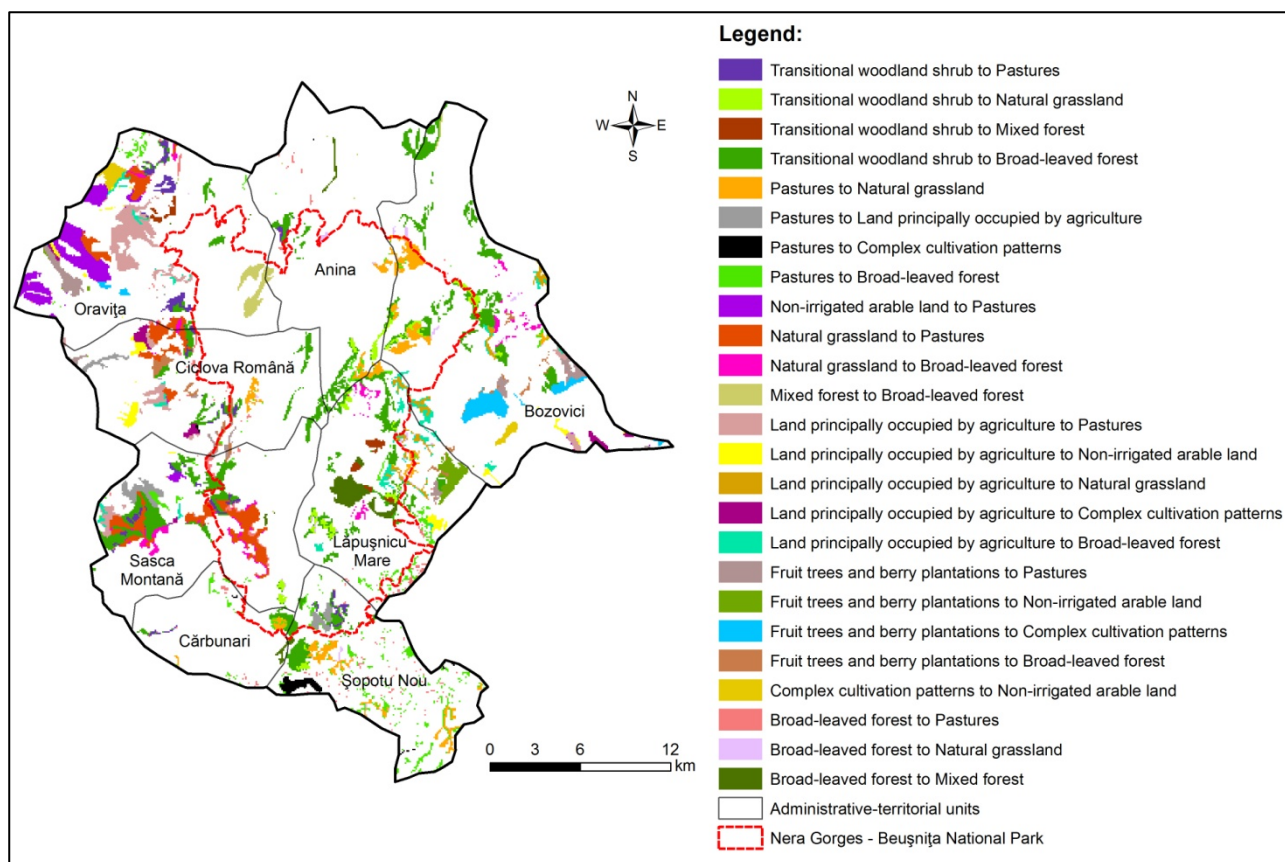 Legend:
Transitional woodland shrub to Pastures
Transitional woodland shrub to Natural grassland
Transitional woodland shrub to Mixed forest
Transitional woodland shrub to Broad-leaved forest
Pastures to Natural grassland
Pastures to Land principally occupied by agriculture
Pastures to Complex cultivation patterns
Pastures to Broad-leaved forest
Non-irrigated arable land to Pastures
Natural grassland to Pastures
Natural grassland to Broad-leaved forest
Mixed forest to Broad-leaved forest
Land principally occupied by agriculture to Pastures
Land principally occupied by agriculture to Non-irrigated arable land
Land principally occupied by agriculture to Natural grassland
Land principally occupied by agriculture to Complex cultivation patterns
Land principally occupied by agriculture to Broad-leaved forest
Fruit trees and berry plantations to Pastures
Fruit trees and berry plantations to Non-irrigated arable land
Fruit trees and berry plantations to Complex cultivation patterns
Fruit trees and berry plantations to Broad-leaved forest
Complex cultivation patterns to Non-irrigated arable land
Broad-leaved forest to Pastures
Broad-leaved forest to Natural grassland
Broad-leaved forest to Mixed forest
Administrative-territorial units
Nera Gorges - Beuşniţa National Park
N
W E
S
Anina
Oraviţa
Ciclova Română
Bozovici
Lăpuşnicu
Mare
Sasca
Montană
Cărbunari
Şopotu Nou
0 3 6 12
km